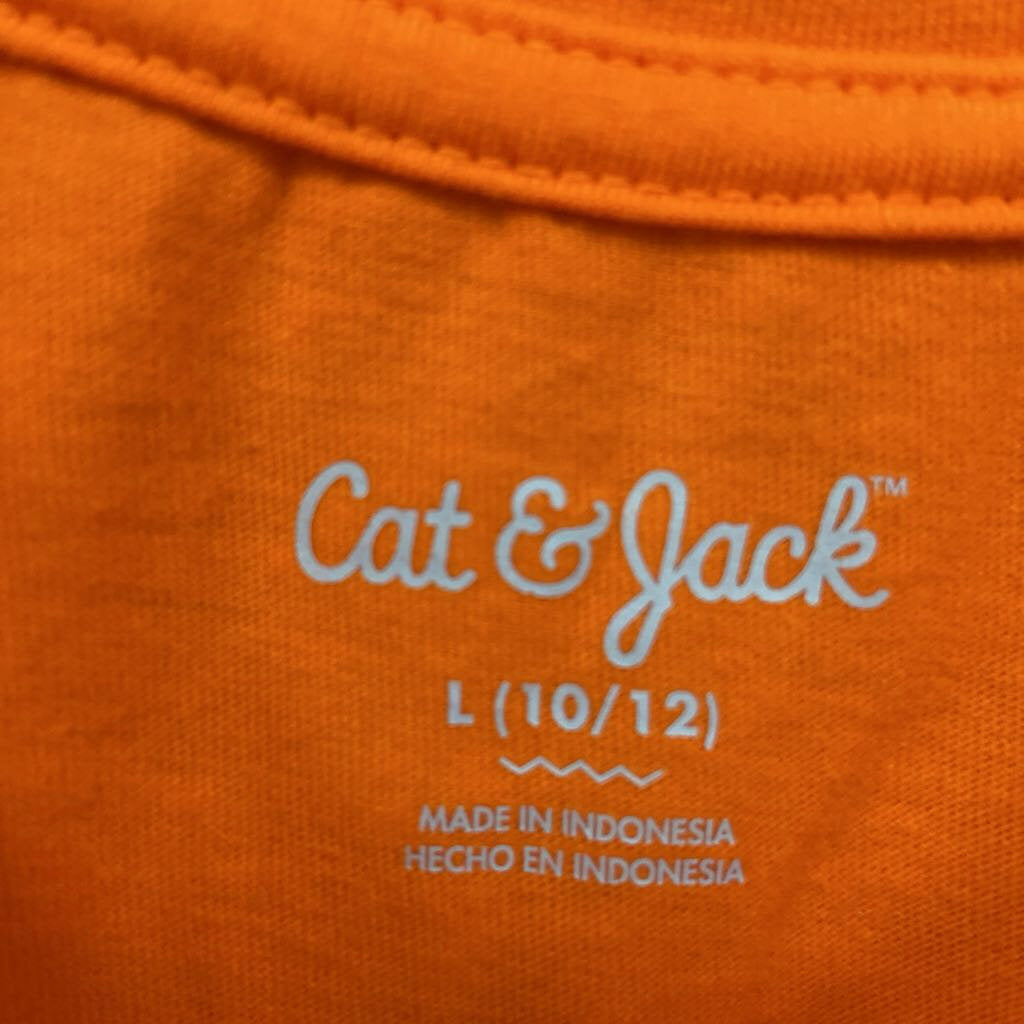 Cat & Jack™
L (10/12)
MADE IN INDONESIA
HECHO EN INDONESIA